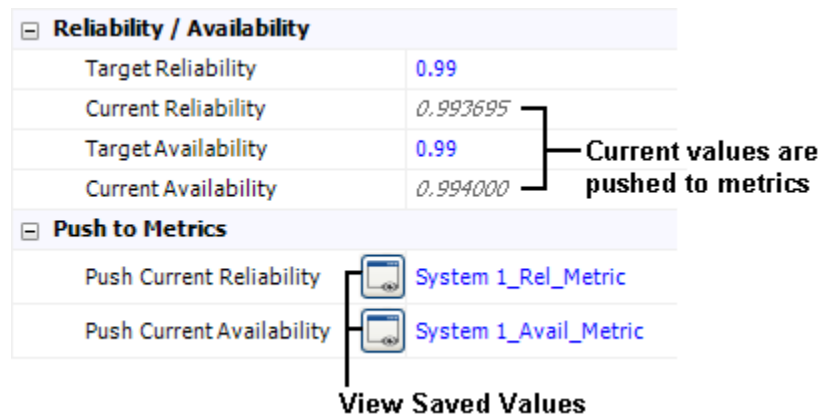 Reliability / Availability
Target Reliability 0.99
Current Reliability 0.993695
Target Availability 0.99
Current Availability 0.994000
Current values are
pushed to metrics
Push to Metrics
Push Current Reliability System 1_Rel_Metric
Push Current Availability System 1_Avail_Metric
View Saved Values